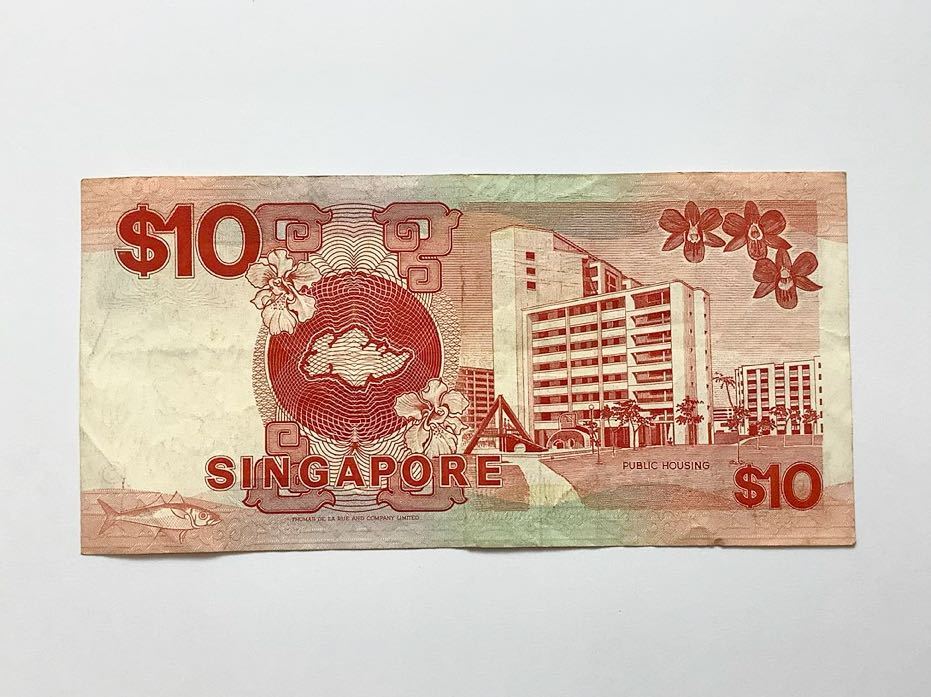 $10
SINGAPORE
PUBLIC HOUSING
$10
THOMAS DE LA RUE AND COMPANY LIMITED